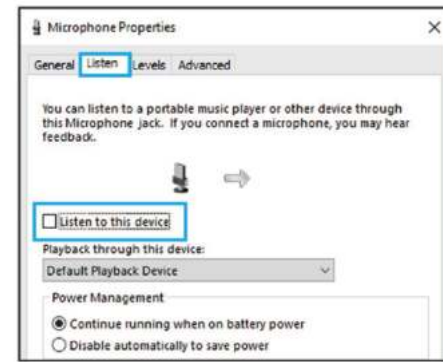 Microphone Properties
General Listen Levels Advanced
You can listen to a portable music player or other device through
this Microphone jack. If you connect a microphone, you may hear
feedback.
Listen to this device
Playback through this device:
Default Playback Device
Power Management
Continue running when on battery power
Disable automatically to save power